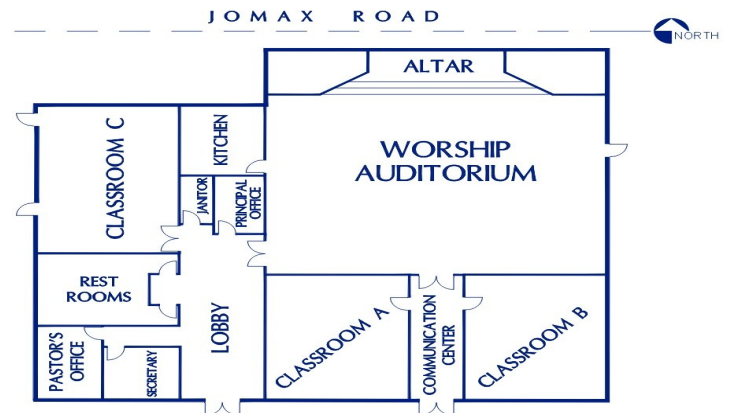 JOMAX ROAD
NORTH
ALTAR
WORSHIP
AUDITORIUM
CLASSROOM C
KITCHEN
JANITOR
PRINCIPAL
OFFICE
REST
ROOMS
LOBBY
PASTOR'S
OFFICE
SECRETARY
CLASSROOM A
COMMUNICATION
CENTER
CLASSROOM B